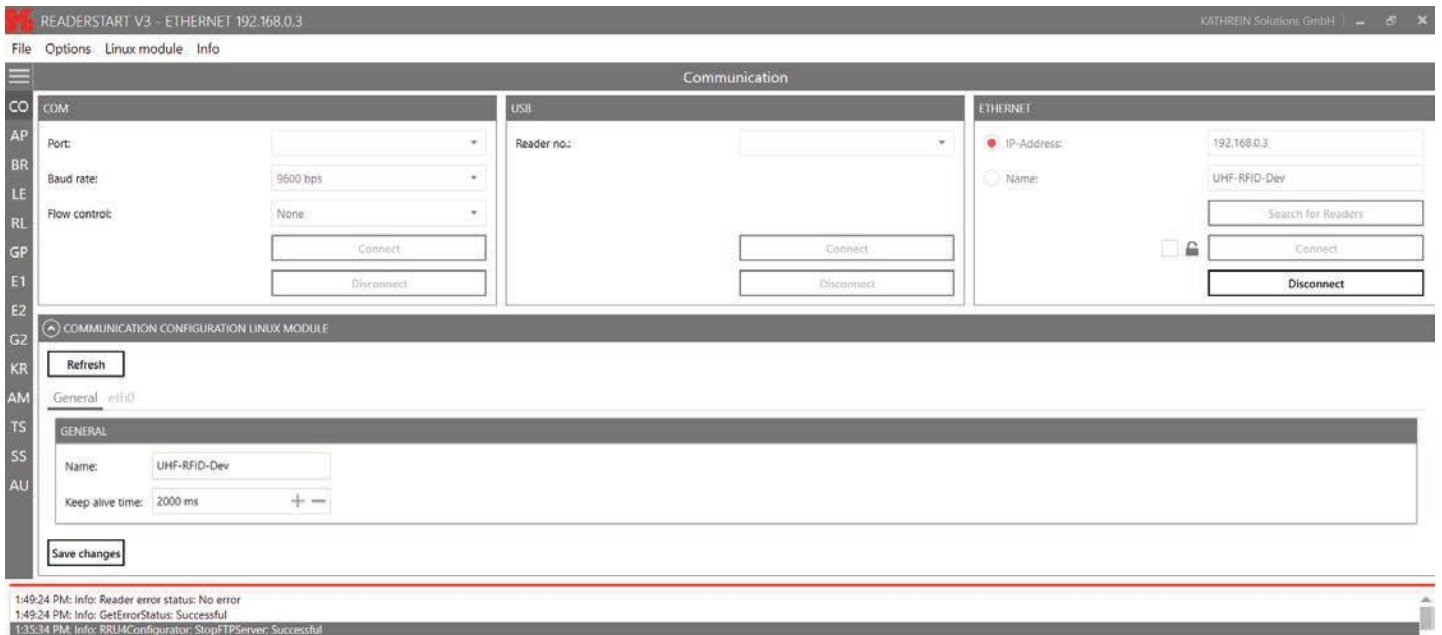 READERSTART V3 - ETHERNET 192.168.0.3
KATHREIN Solutions GmbH
File Options Linux module Info
Communication
CO
AP
BR
LE
RL
GP
E1
E2
G2
KR
AM
TS
SS
AU
COM
Port:
Baud rate: 9600 bps
Flow control: None
Connect
Disconnect
USB
Reader no.:
Connect
Disconnect
ETHERNET
IP-Address: 192.168.0.3
Name: UHF-RFID-Dev
Search for Readers
Connect
Disconnect
COMMUNICATION CONFIGURATION LINUX MODULE
Refresh
General eth0
GENERAL
Name: UHF-RFID-Dev
Keep alive time: 2000 ms
Save changes
1:49:24 PM: Info: Reader error status: No error
1:49:24 PM: Info: GetErrorStatus: Successful
1:35:34 PM: Info: RRU4Configurator: StopFTPServer: Successful